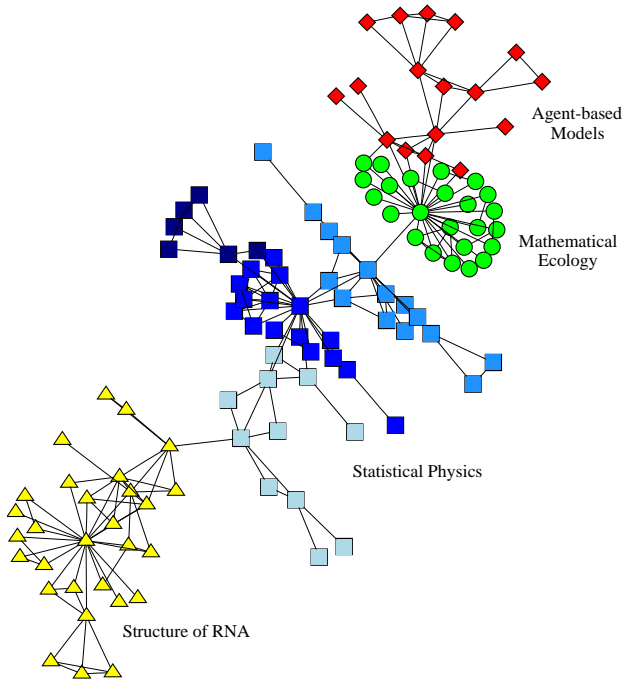 Agent-based
Models
Mathematical
Ecology
Statistical Physics
Structure of RNA